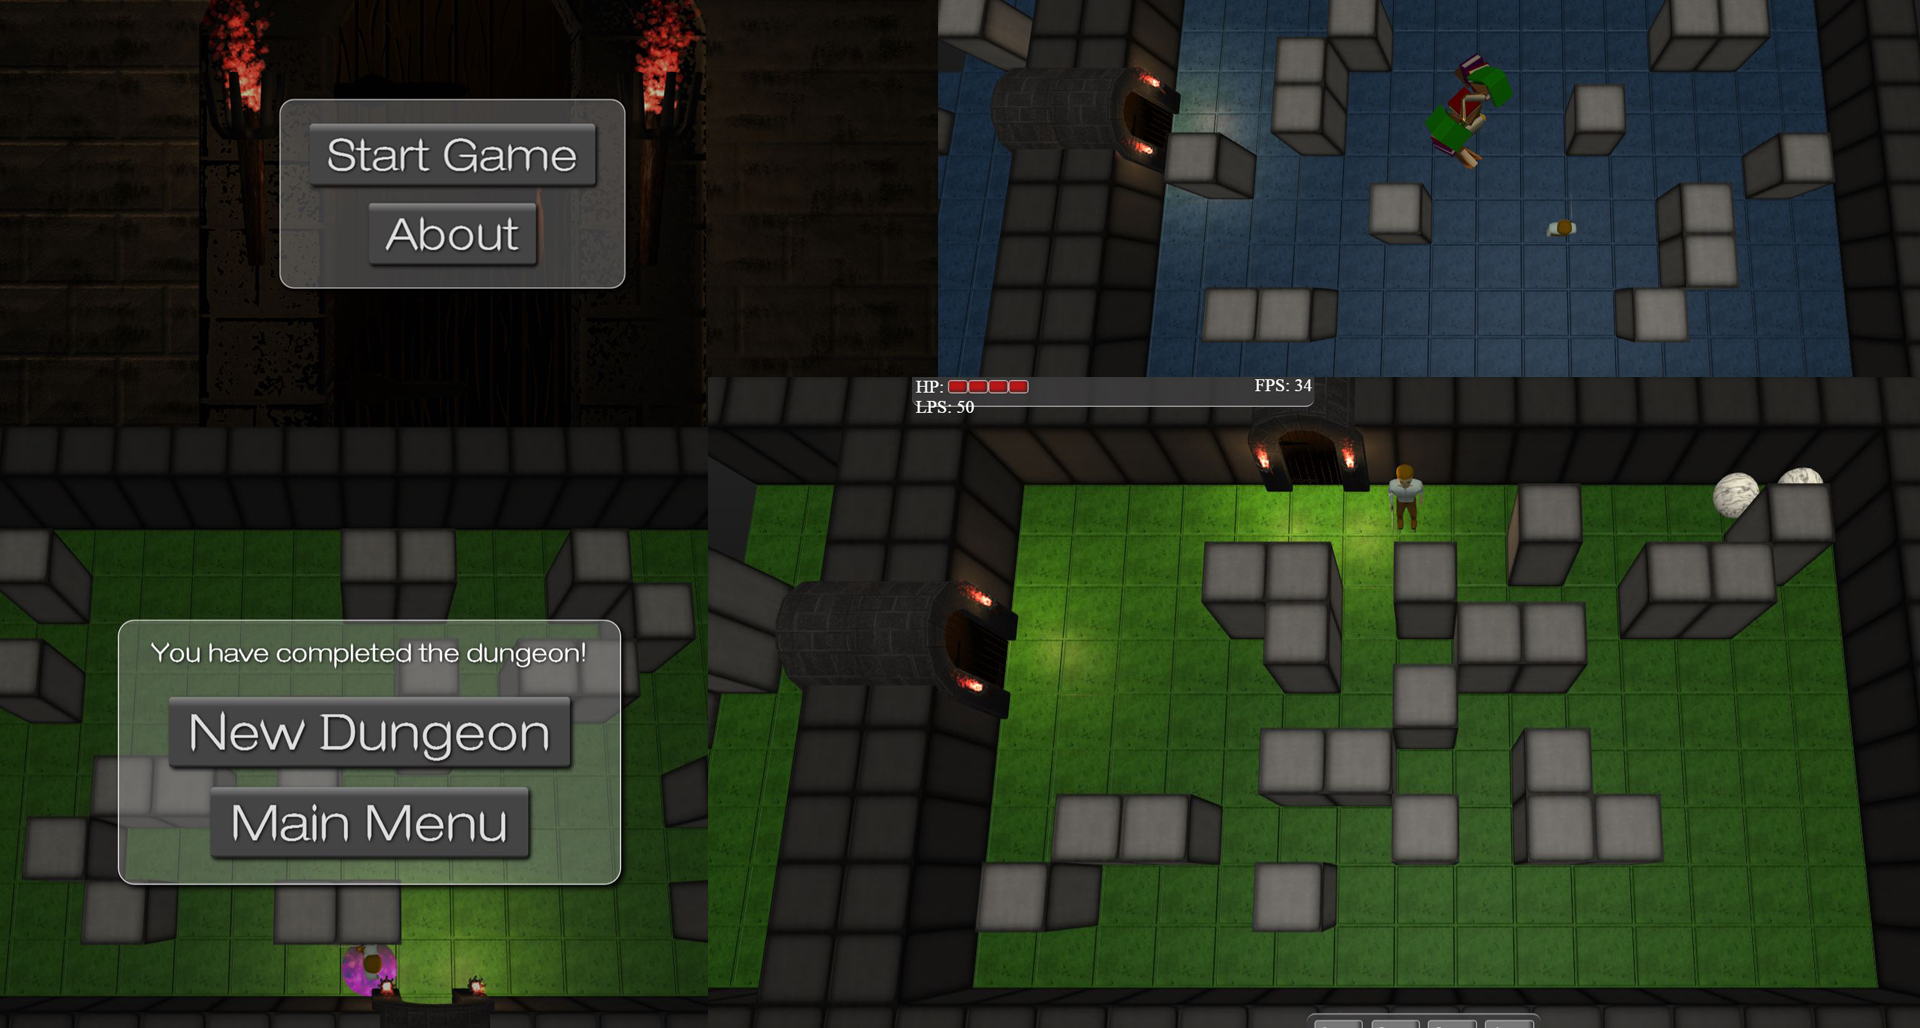 Start Game
About
HP:
FPS: 34
LPS: 50
You have completed the dungeon!
New Dungeon
Main Menu